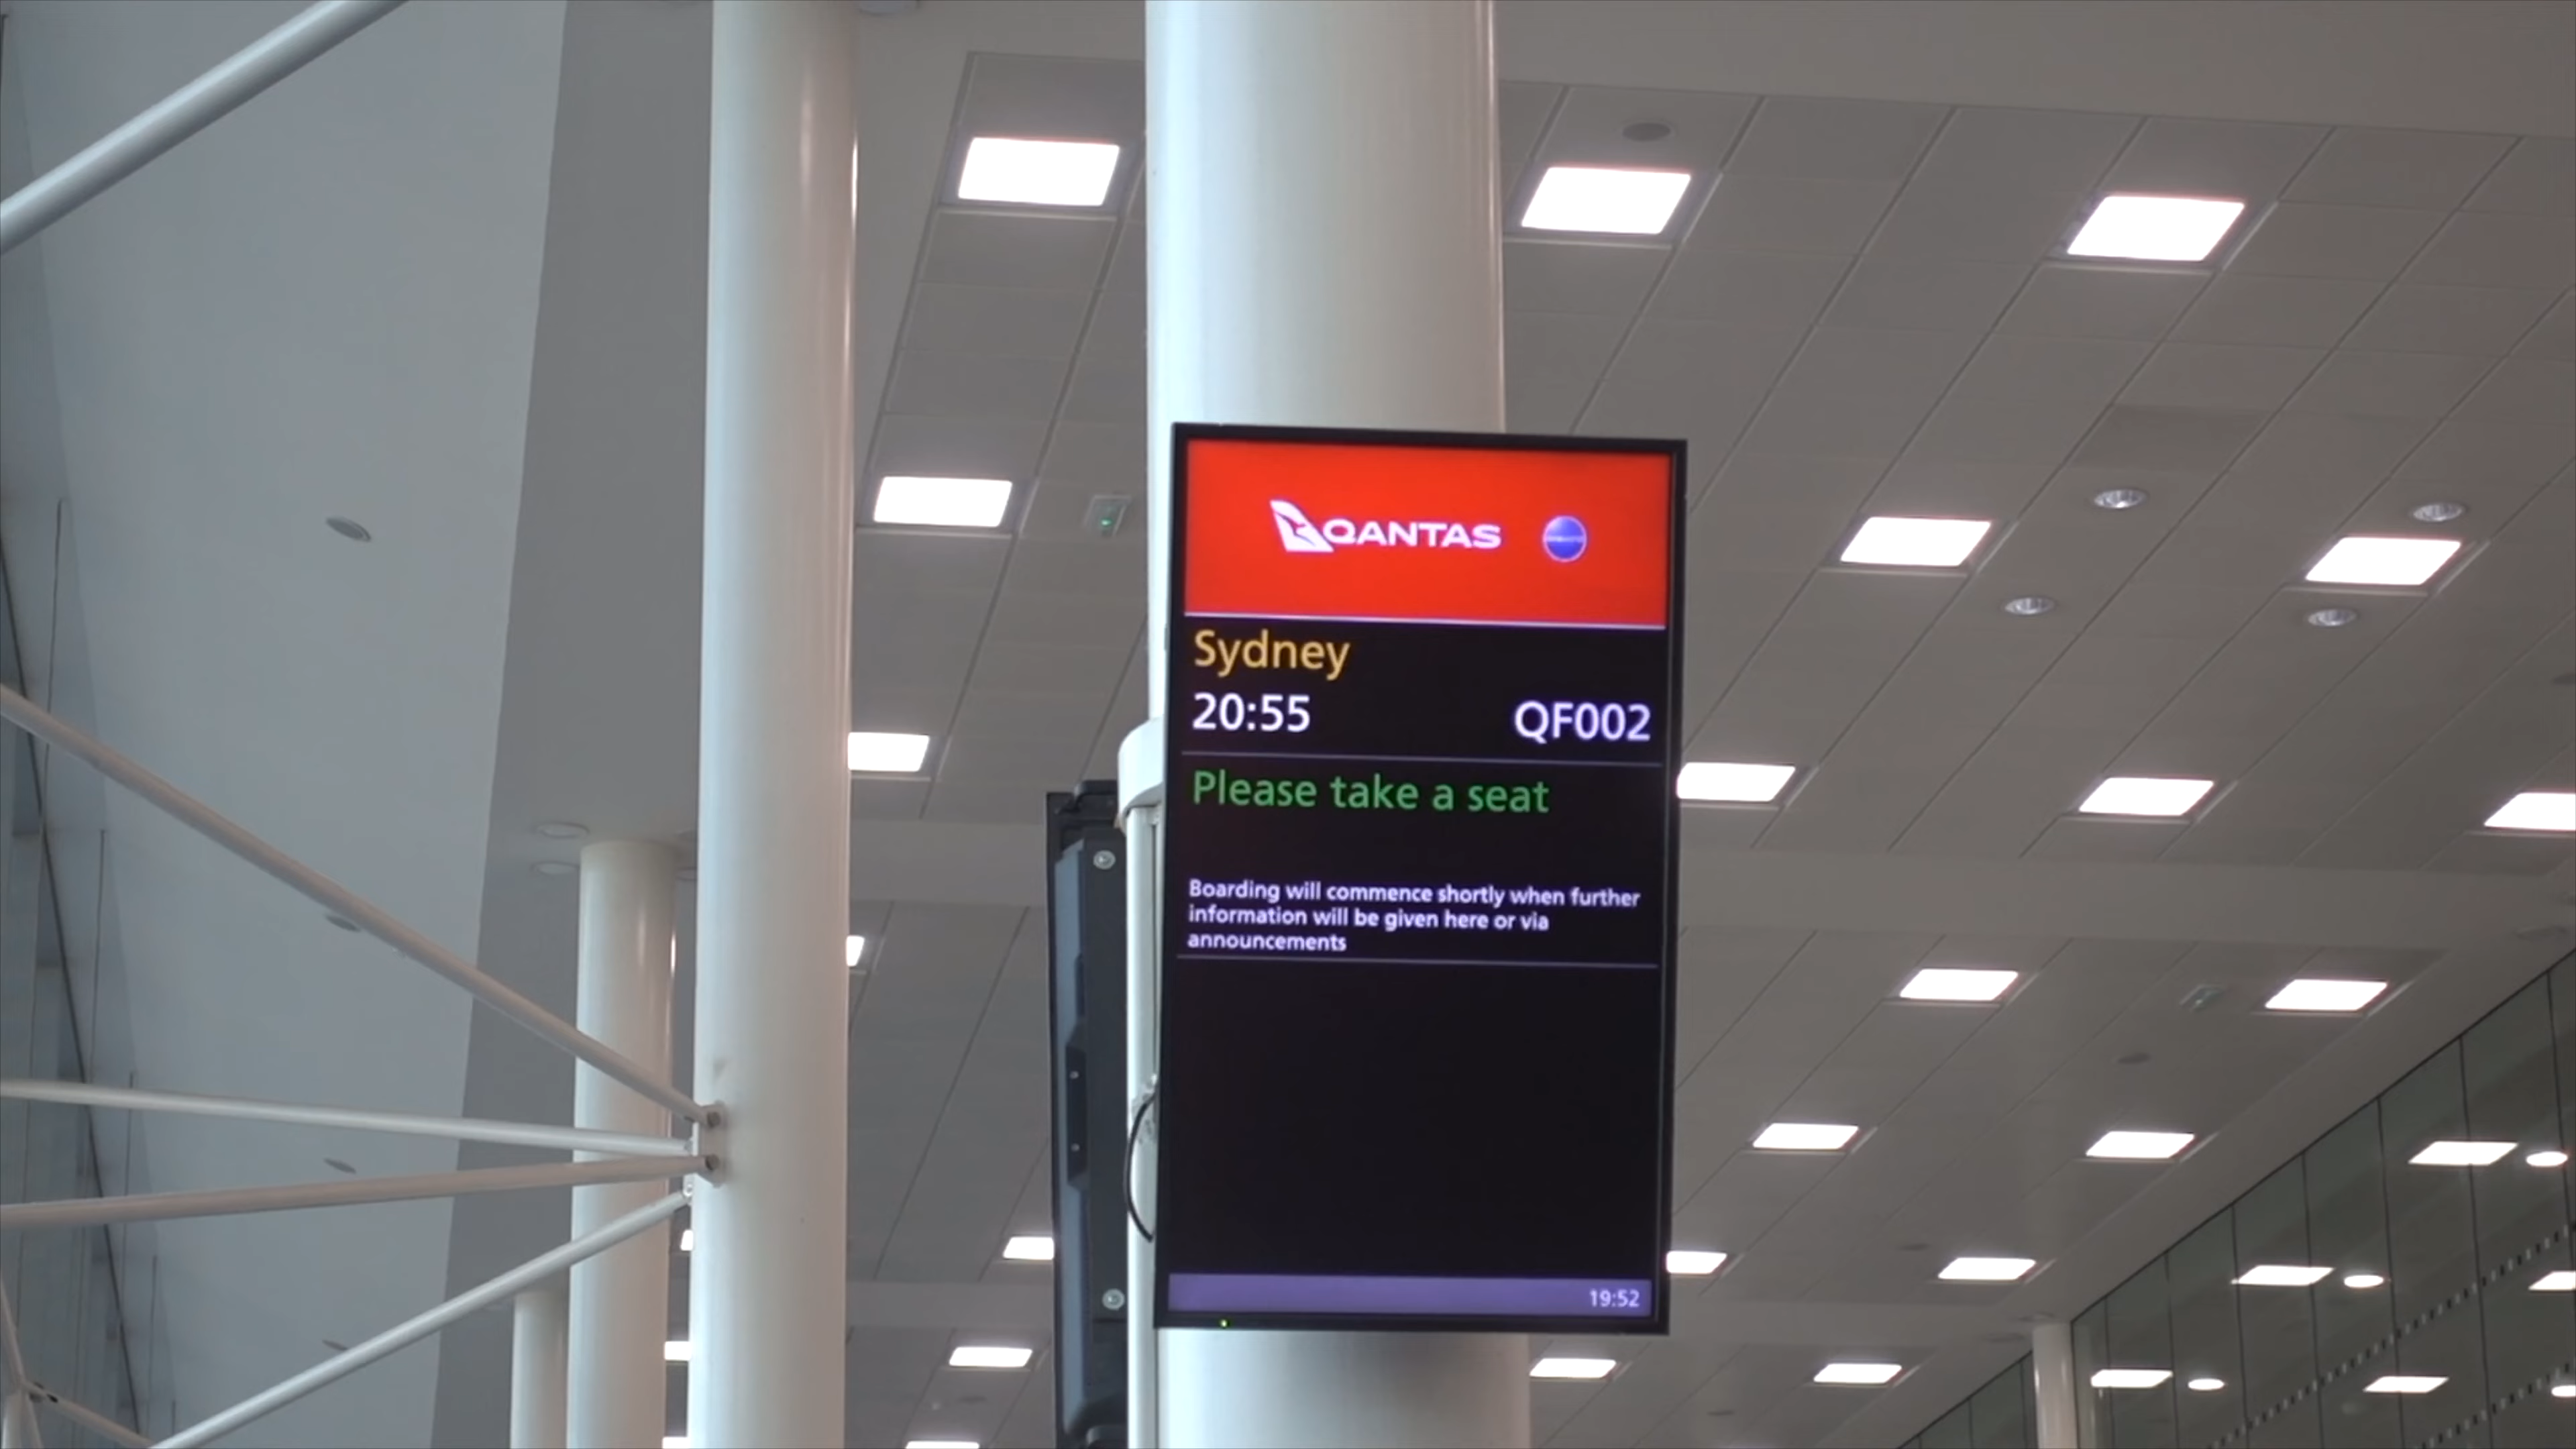 QANTAS
Sydney
20:55 QF002
Please take a seat
Boarding will commence shortly when further
information will be given here or via
announcements
19:52